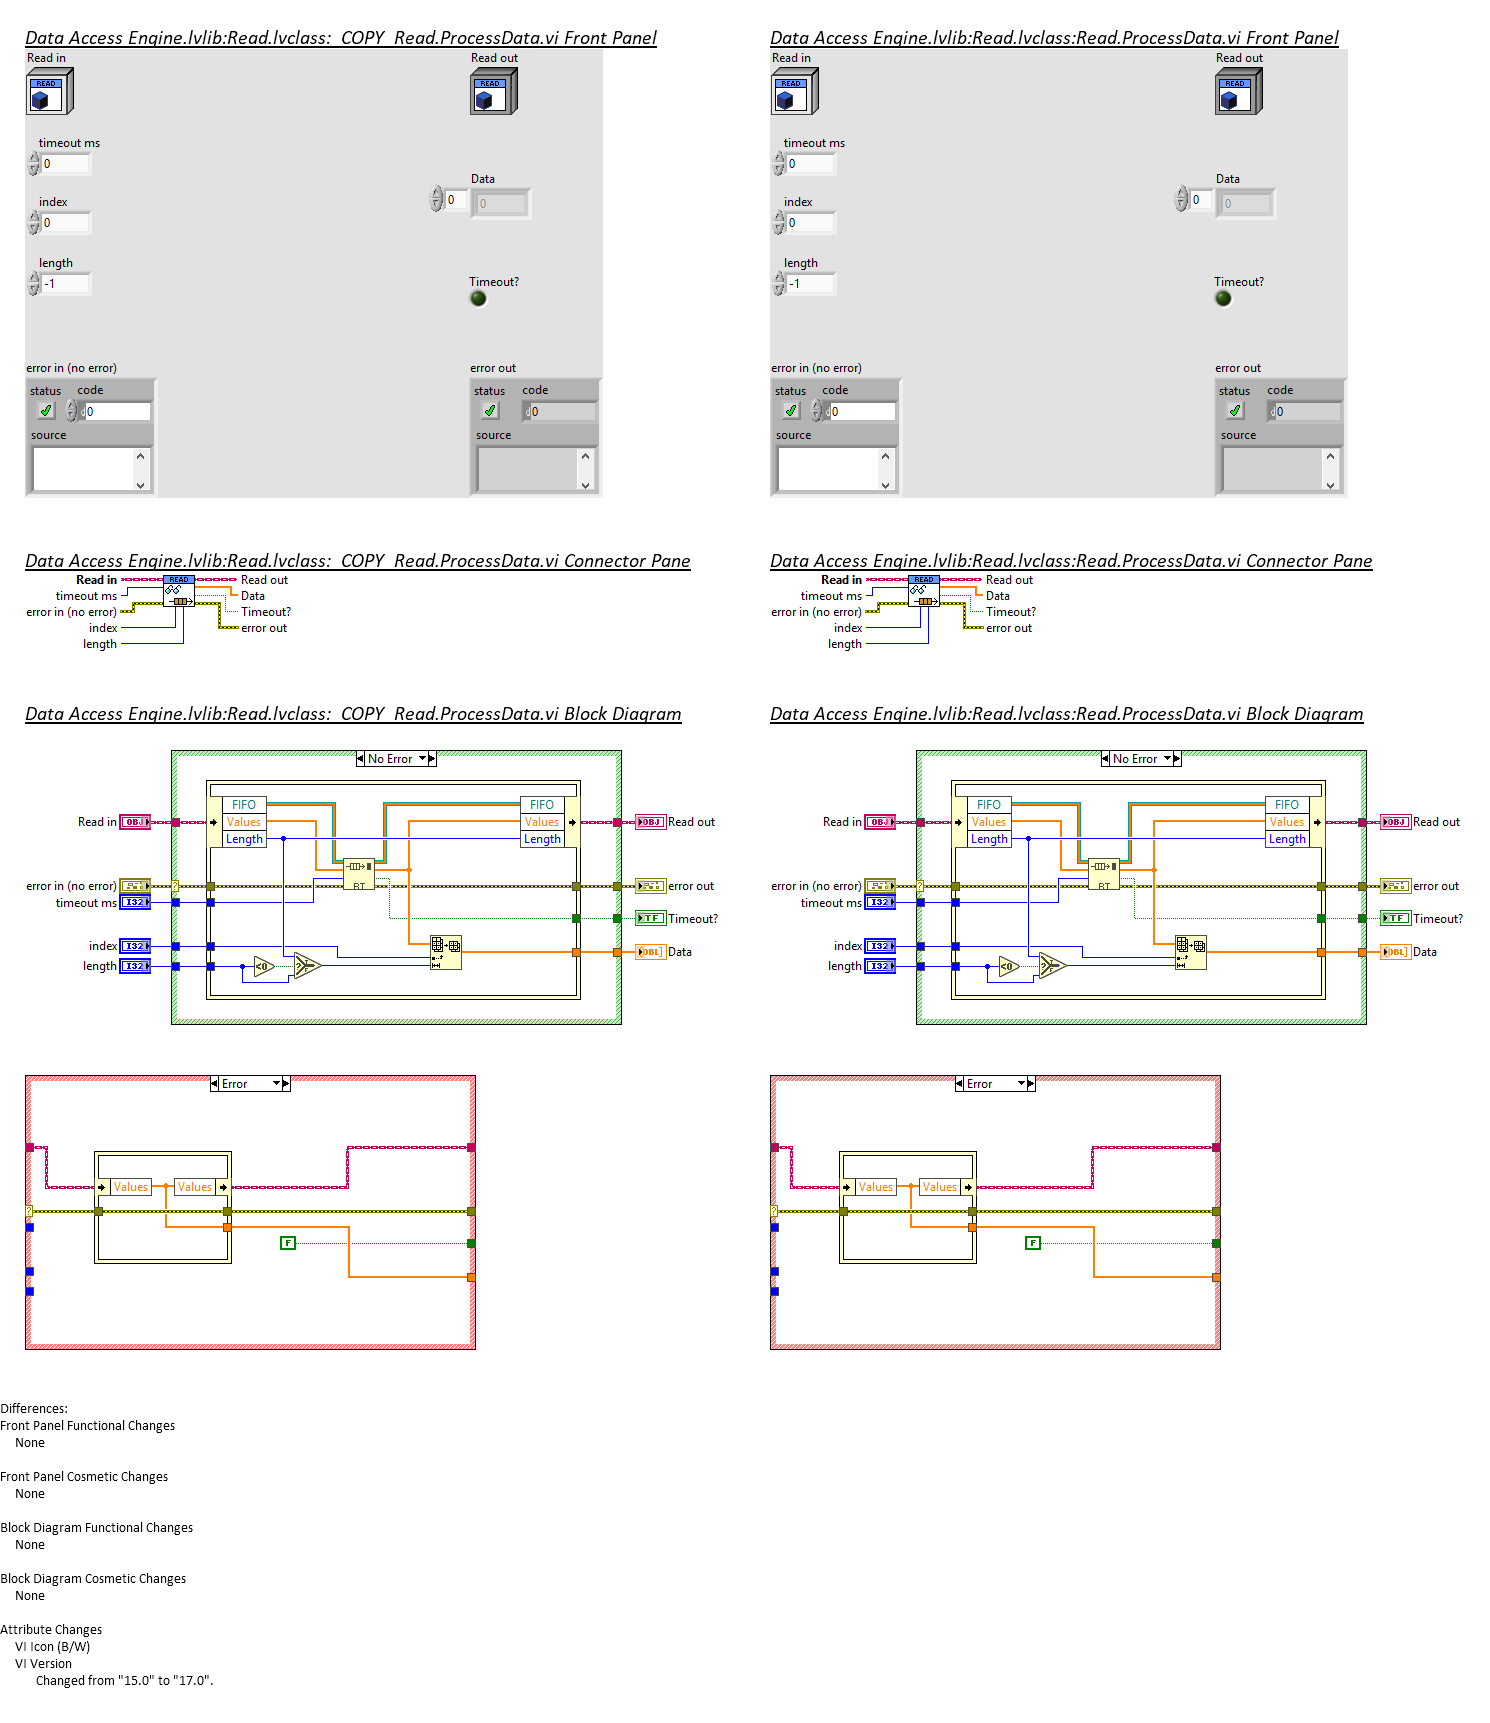 Data Access Engine.lvlib:Read.lvclass:_COPY_Read.ProcessData.vi Front Panel
Read in
READ
Read out
READ
timeout ms
0
Data
0
0
index
0
length
-1
Timeout?
error in (no error)
status
code
d
0
source
error out
status
code
d
0
source
Data Access Engine.lvlib:Read.lvclass:Read.ProcessData.vi Front Panel
Read in
READ
Read out
READ
timeout ms
0
Data
0
0
index
0
length
-1
Timeout?
error in (no error)
status
code
d
0
source
error out
status
code
d
0
source
Data Access Engine.lvlib:Read.lvclass:_COPY_Read.ProcessData.vi Connector Pane
Read in
READ
Read out
timeout ms
Data
error in (no error)
Timeout?
index
error out
length
Data Access Engine.lvlib:Read.lvclass:Read.ProcessData.vi Connector Pane
Read in
READ
Read out
timeout ms
Data
error in (no error)
Timeout?
index
error out
length
Data Access Engine.lvlib:Read.lvclass:_COPY_Read.ProcessData.vi Block Diagram
No Error
FIFO
FIFO
Read in
OBJ
Values
Values
OBJ
Read out
Length
Length
RT
error in (no error)
?
error out
timeout ms
I32
TF
Timeout?
index
I32
DBL]
Data
length
I32
<0
?
T
F
Error
Values
Values
?
F
Data Access Engine.lvlib:Read.lvclass:Read.ProcessData.vi Block Diagram
No Error
FIFO
FIFO
Read in
OBJ
Values
Values
OBJ
Read out
Length
Length
RT
error in (no error)
?
error out
timeout ms
I32
TF
Timeout?
index
I32
DBL]
Data
length
I32
<0
?
T
F
Error
Values
Values
?
F
Differences:
Front Panel Functional Changes
None
Front Panel Cosmetic Changes
None
Block Diagram Functional Changes
None
Block Diagram Cosmetic Changes
None
Attribute Changes
VI Icon (B/W)
VI Version
Changed from "15.0" to "17.0".